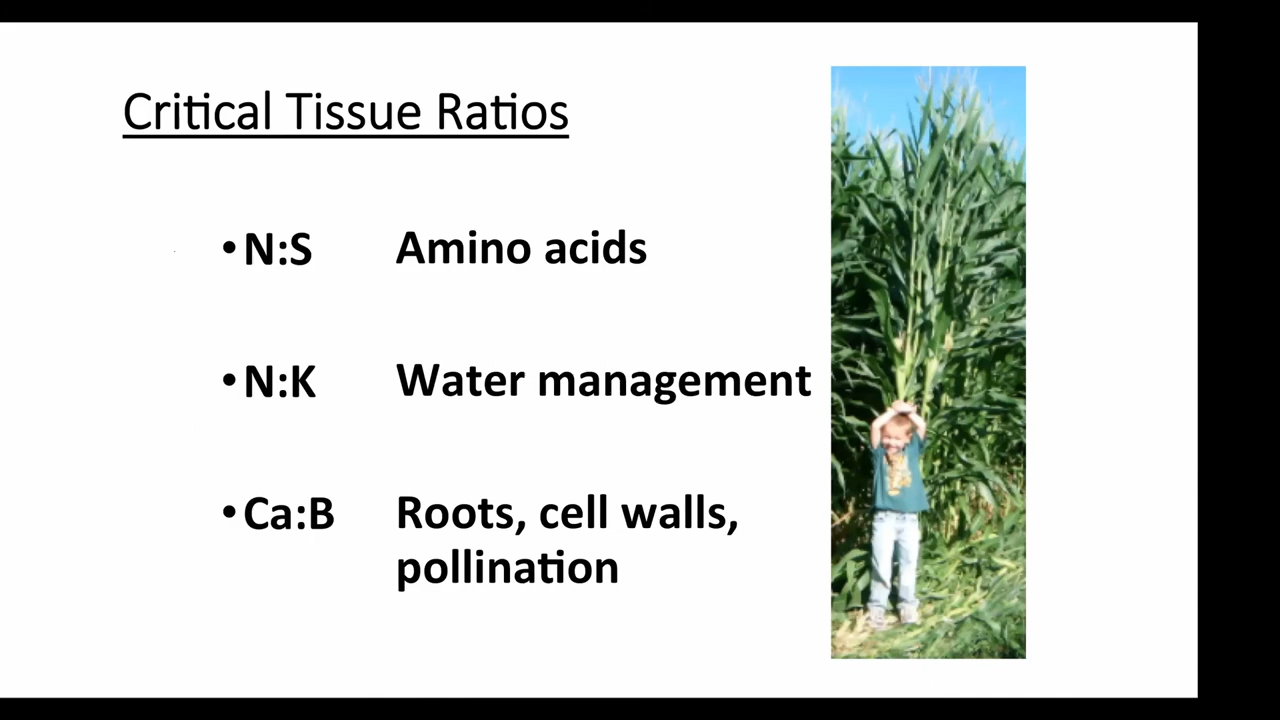 Critical Tissue Ratios
•N:S Amino acids
•N:K Water management
•Ca:B Roots, cell walls,
pollination